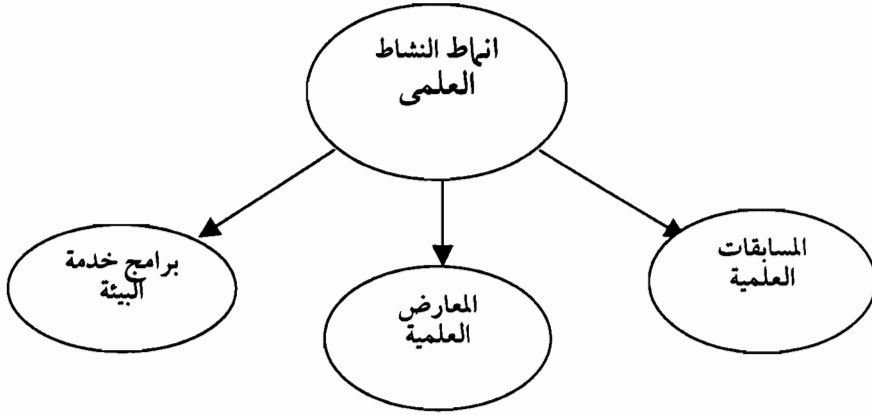 انماط النشاط
العلمى
المسابقات
العلمية
المعارض
العلمية
برامج خدمة
البيئة